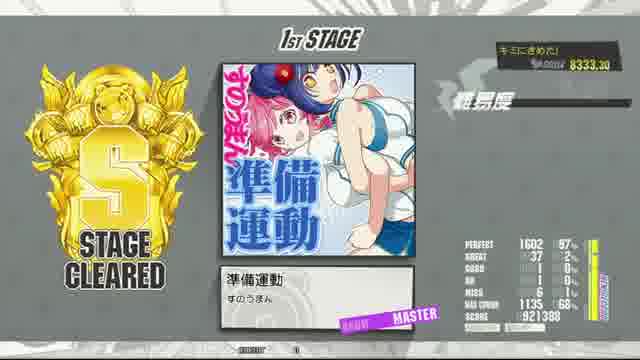 1ST STAGE
キミにきめた!
8333.30
難易度
S
STAGE
CLEARED
すのうまん
準備
運動
準備運動
すのうまん
MASTER
PERFECT 1602 97%
GREAT 37 2%
GOOD 1 0%
1 0%
MISS 6 1%
MAX COMBO 1135 68%
SCORE 921388